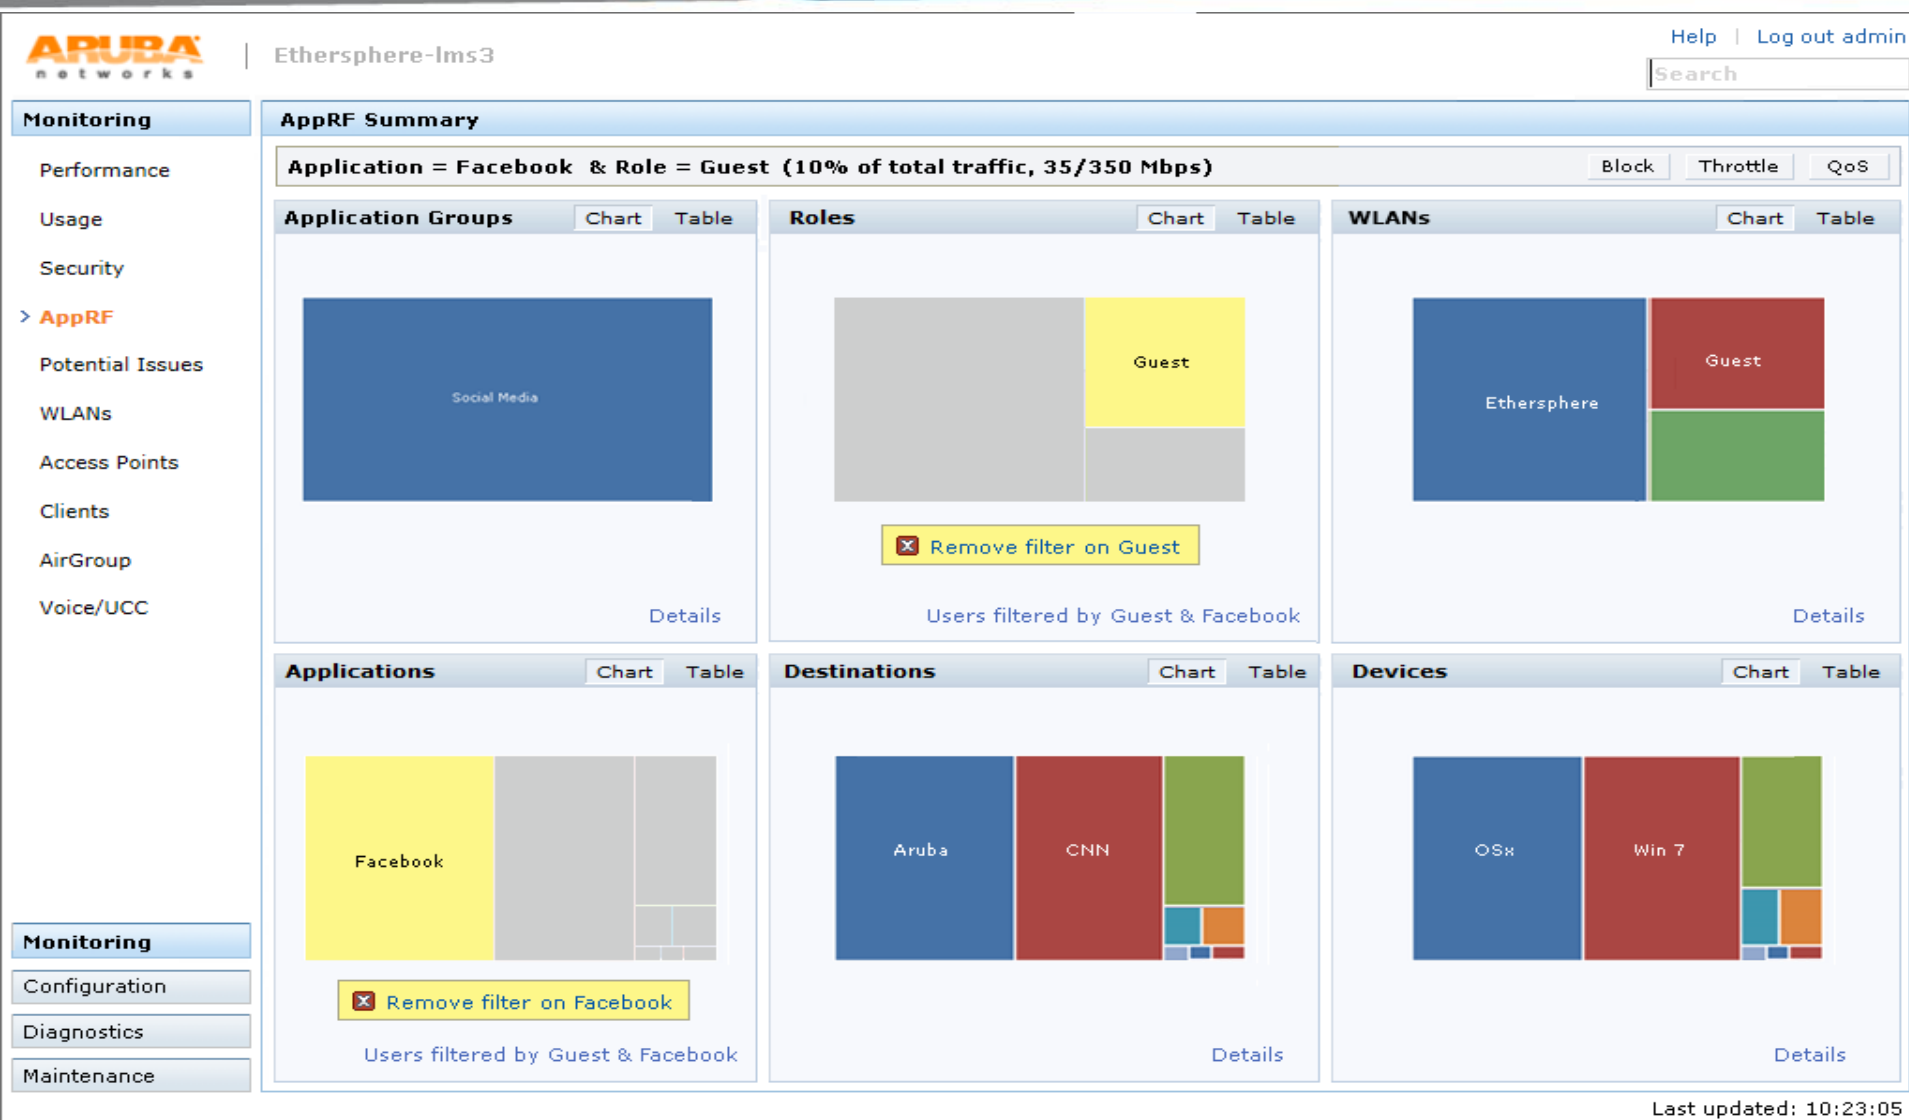 ARUBA
networks
Ethersphere-lms3
Help | Log out admin
Search
Monitoring
Performance
Usage
Security
> AppRF
Potential Issues
WLANs
Access Points
Clients
AirGroup
Voice/UCC
Monitoring
Configuration
Diagnostics
Maintenance
AppRF Summary
Application = Facebook & Role = Guest (10% of total traffic, 35/350 Mbps)
Block Throttle QoS
Application Groups Chart Table
Social Media
Details
Roles Chart Table
Guest
Remove filter on Guest
Users filtered by Guest & Facebook
WLANs Chart Table
Ethersphere
Guest
Details
Applications Chart Table
Facebook
Remove filter on Facebook
Users filtered by Guest & Facebook
Destinations Chart Table
Aruba
CNN
Details
Devices Chart Table
OSx
Win 7
Details
Last updated: 10:23:05